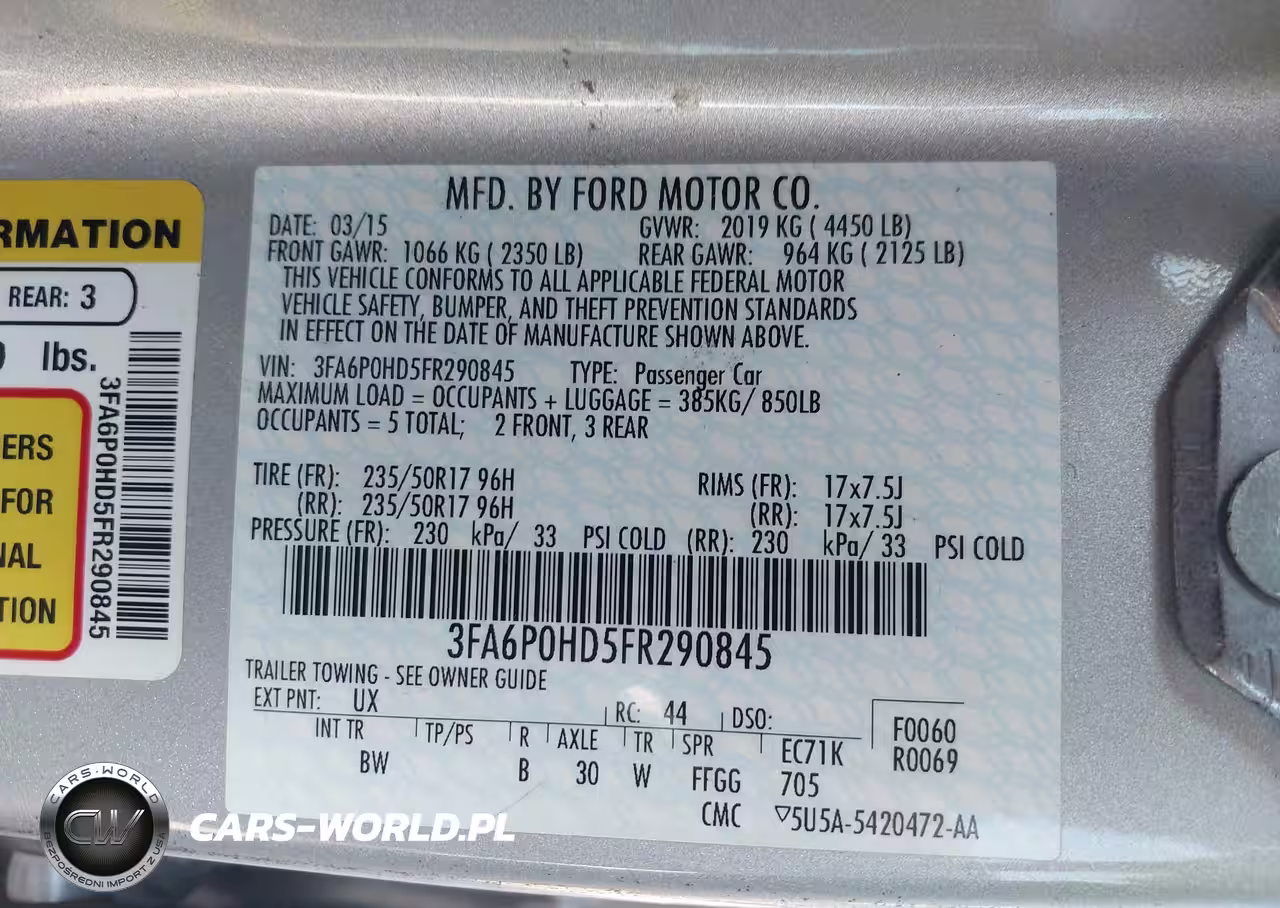 RMATION
REAR: 3
lbs.
ERS
FOR
NAL
TION
3FA6P0HD5FR290845
MFD. BY FORD MOTOR CO.
DATE: 03/15 GVWR: 2019 KG ( 4450 LB)
FRONT GAWR: 1066 KG ( 2350 LB) REAR GAWR: 964 KG ( 2125 LB)
THIS VEHICLE CONFORMS TO ALL APPLICABLE FEDERAL MOTOR
VEHICLE SAFETY, BUMPER, AND THEFT PREVENTION STANDARDS
IN EFFECT ON THE DATE OF MANUFACTURE SHOWN ABOVE.
VIN: 3FA6P0HD5FR290845 TYPE: Passenger Car
MAXIMUM LOAD = OCCUPANTS + LUGGAGE = 385KG/ 850LB
OCCUPANTS = 5 TOTAL; 2 FRONT, 3 REAR
TIRE (FR): 235/50R17 96H RIMS (FR): 17x7.5J
(RR): 235/50R17 96H (RR): 17x7.5J
PRESSURE (FR): 230 kPa/ 33 PSI COLD (RR): 230 kPa/ 33 PSI COLD
3FA6P0HD5FR290845
TRAILER TOWING - SEE OWNER GUIDE
EXT PNT: UX RC: 44 DSO: F0060
INT TR TP/PS R AXLE TR SPR EC71K R0069
BW B 30 W FFGG 705
CMC ▽5U5A-5420472-AA
CARS-WORLD
CW
BEZPOŚREDNI IMPORT Z USA
CARS-WORLD.PL